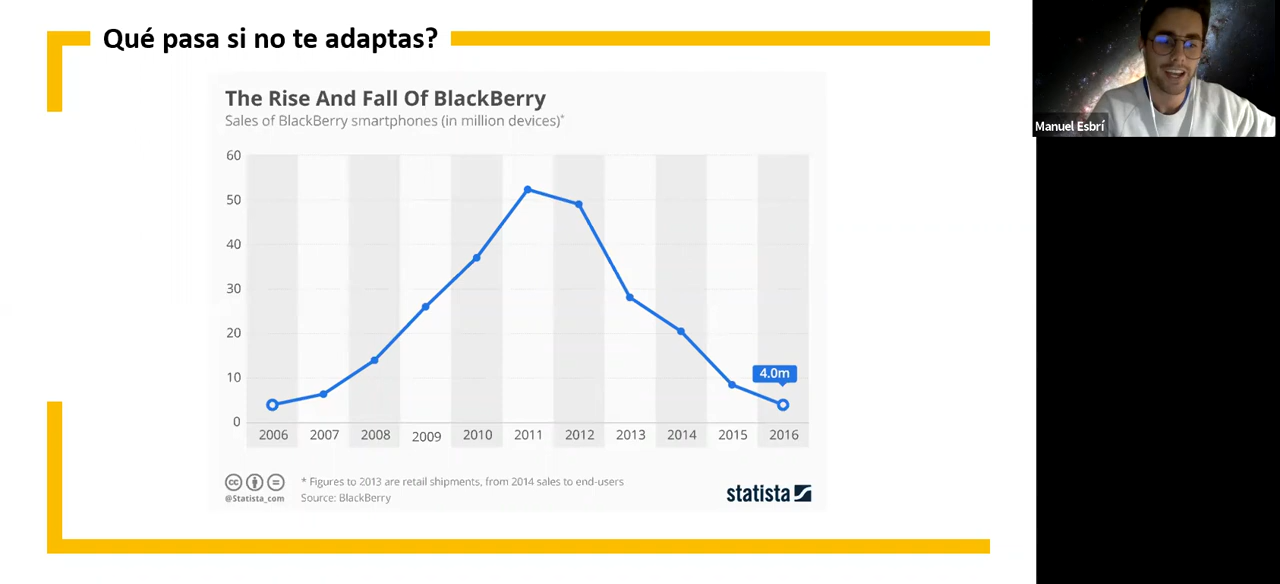 Qué pasa si no te adaptas?
The Rise And Fall Of BlackBerry
Sales of BlackBerry smartphones (in million devices)*
60
50
40
30
20
10
0
4.0m
2006 2007 2008 2009 2010 2011 2012 2013 2014 2015 2016
cc
@Statista_com
* Figures to 2013 are retail shipments, from 2014 sales to end-users
Source: BlackBerry
statista
Manuel Esbrí